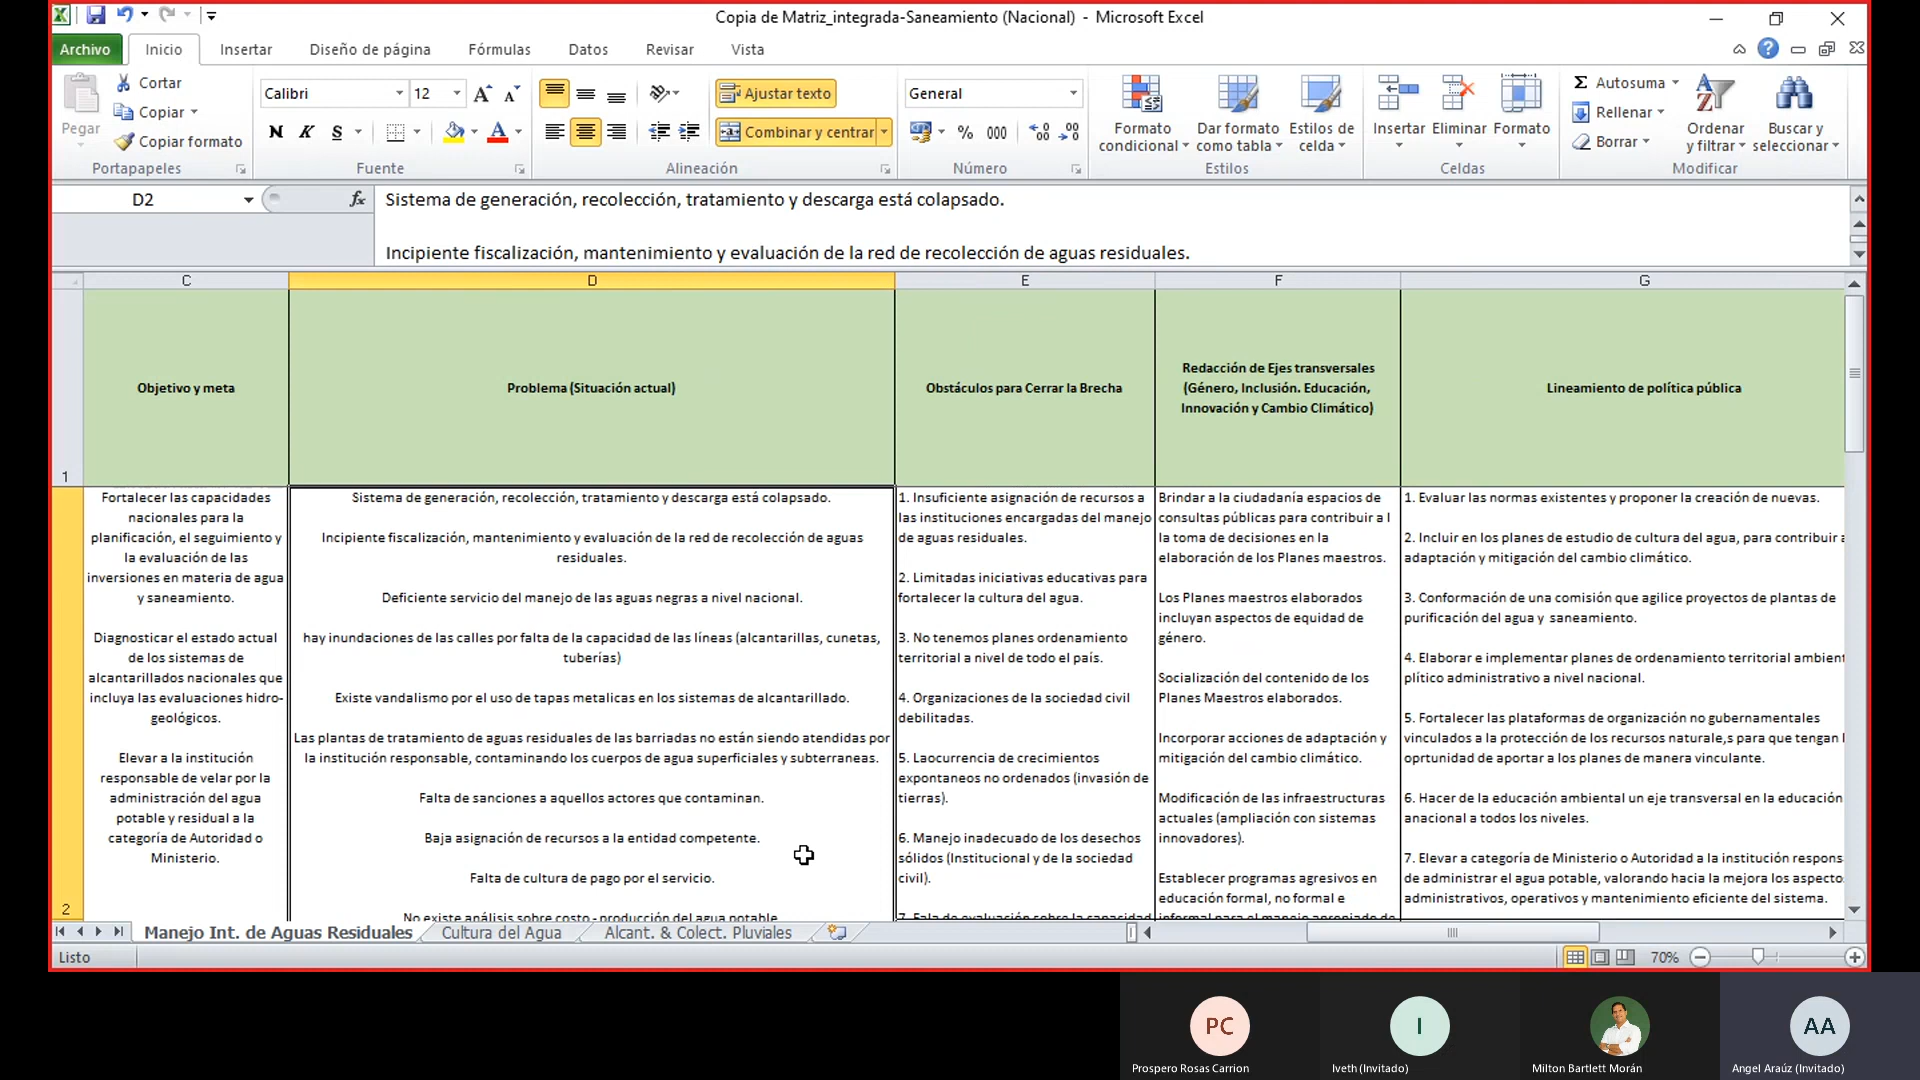 Copia de Matriz_integrada-Saneamiento (Nacional) - Microsoft Excel
Archivo
Inicio
Insertar
Diseño de página
Fórmulas
Datos
Revisar
Vista
Pegar
Cortar
Copiar
Copiar formato
Portapapeles
Calibri
12
N K S
A
Fuente
Ajustar texto
Combinar y centrar
Alineación
General
% 000
Número
Formato condicional
Dar formato como tabla
Estilos de celda
Estilos
Insertar
Eliminar
Formato
Celdas
Σ Autosuma
Rellenar
Borrar
Ordenar y filtrar
Buscar y seleccionar
Modificar
D2
fx
Sistema de generación, recolección, tratamiento y descarga está colapsado.
Incipiente fiscalización, mantenimiento y evaluación de la red de recolección de aguas residuales.
C
D
E
F
G
1
Objetivo y meta
Problema (Situación actual)
Obstáculos para Cerrar la Brecha
Redacción de Ejes transversales
(Género, Inclusión. Educación,
Innovación y Cambio Climático)
Lineamiento de política pública
2
Fortalecer las capacidades
nacionales para la
planificación, el seguimiento y
la evaluación de las
inversiones en materia de agua
y saneamiento.
Diagnosticar el estado actual
de los sistemas de
alcantarillados nacionales que
incluya las evaluaciones hidro-
geológicos.
Elevar a la institución
responsable de velar por la
administración del agua
potable y residual a la
categoría de Autoridad o
Ministerio.
Sistema de generación, recolección, tratamiento y descarga está colapsado.
Incipiente fiscalización, mantenimiento y evaluación de la red de recolección de aguas
residuales.
Deficiente servicio del manejo de las aguas negras a nivel nacional.
hay inundaciones de las calles por falta de la capacidad de las líneas (alcantarillas, cunetas,
tuberías)
Existe vandalismo por el uso de tapas metalicas en los sistemas de alcantarillado.
Las plantas de tratamiento de aguas residuales de las barriadas no están siendo atendidas por
la institución responsable, contaminando los cuerpos de agua superficiales y subterraneas.
Falta de sanciones a aquellos actores que contaminan.
Baja asignación de recursos a la entidad competente.
Falta de cultura de pago por el servicio.
No existe análisis sobre costo - producción del agua potable
1. Insuficiente asignación de recursos a
las instituciones encargadas del manejo
de aguas residuales.
2. Limitadas iniciativas educativas para
fortalecer la cultura del agua.
3. No tenemos planes ordenamiento
territorial a nivel de todo el país.
4. Organizaciones de la sociedad civil
debilitadas.
5. Laocurrencia de crecimientos
expontaneos no ordenados (invasión de
tierras).
6. Manejo inadecuado de los desechos
sólidos (Institucional y de la sociedad
civil).
7. Fala de evaluación sobre la capacidad
Brindar a la ciudadanía espacios de
consultas públicas para contribuir a l
la toma de decisiones en la
elaboración de los Planes maestros.
Los Planes maestros elaborados
incluyan aspectos de equidad de
género.
Socialización del contenido de los
Planes Maestros elaborados.
Incorporar acciones de adaptación y
mitigación del cambio climático.
Modificación de las infraestructuras
actuales (ampliación con sistemas
innovadores).
Establecer programas agresivos en
educación formal, no formal e
informal para el manejo apropiado de
1. Evaluar las normas existentes y proponer la creación de nuevas.
2. Incluir en los planes de estudio de cultura del agua, para contribuir a
adaptación y mitigación del cambio climático.
3. Conformación de una comisión que agilice proyectos de plantas de
purificación del agua y saneamiento.
4. Elaborar e implementar planes de ordenamiento territorial ambien
plítico administrativo a nivel nacional.
5. Fortalecer las plataformas de organización no gubernamentales
vinculados a la protección de los recursos naturale,s para que tengan l
oprtunidad de aportar a los planes de manera vinculante.
6. Hacer de la educación ambiental un eje transversal en la educación
anacional a todos los niveles.
7. Elevar a categoría de Ministerio o Autoridad a la institución respons
de administrar el agua potable, valorando hacia la mejora los aspecto
administrativos, operativos y mantenimiento eficiente del sistema.
Manejo Int. de Aguas Residuales
Cultura del Agua
Alcant. & Colect. Pluviales
Listo
70%
PC
Prospero Rosas Carrion
I
Iveth (Invitado)
Milton Bartlett Morán
AA
Angel Araúz (Invitado)